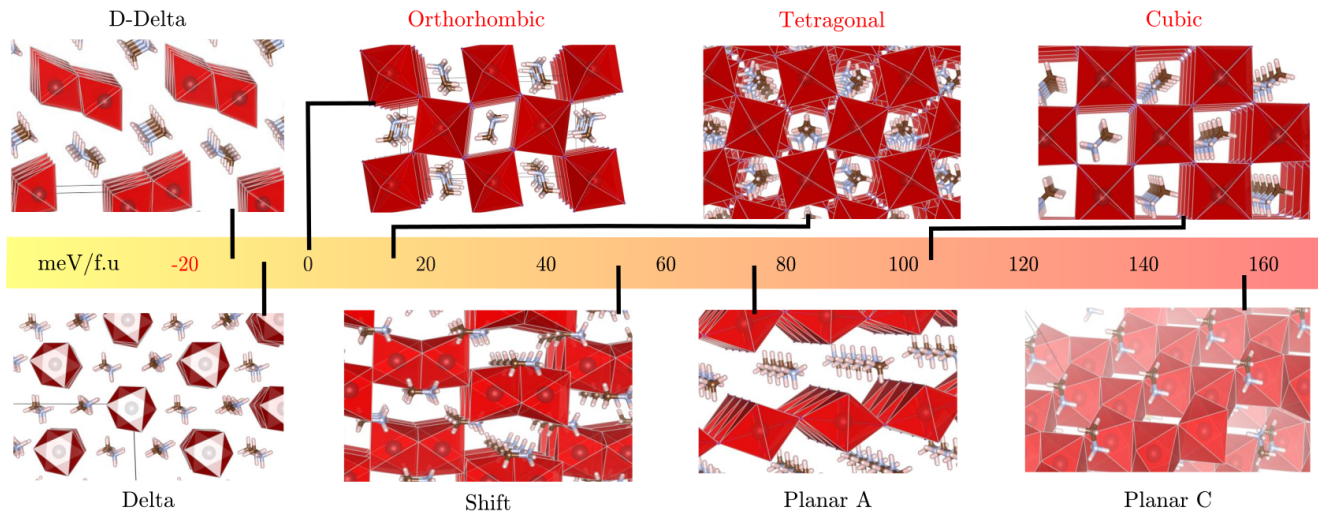 D-Delta Orthorhombic Tetragonal Cubic
meV/f.u -20 0 20 40 60 80 100 120 140 160
Delta Shift Planar A Planar C